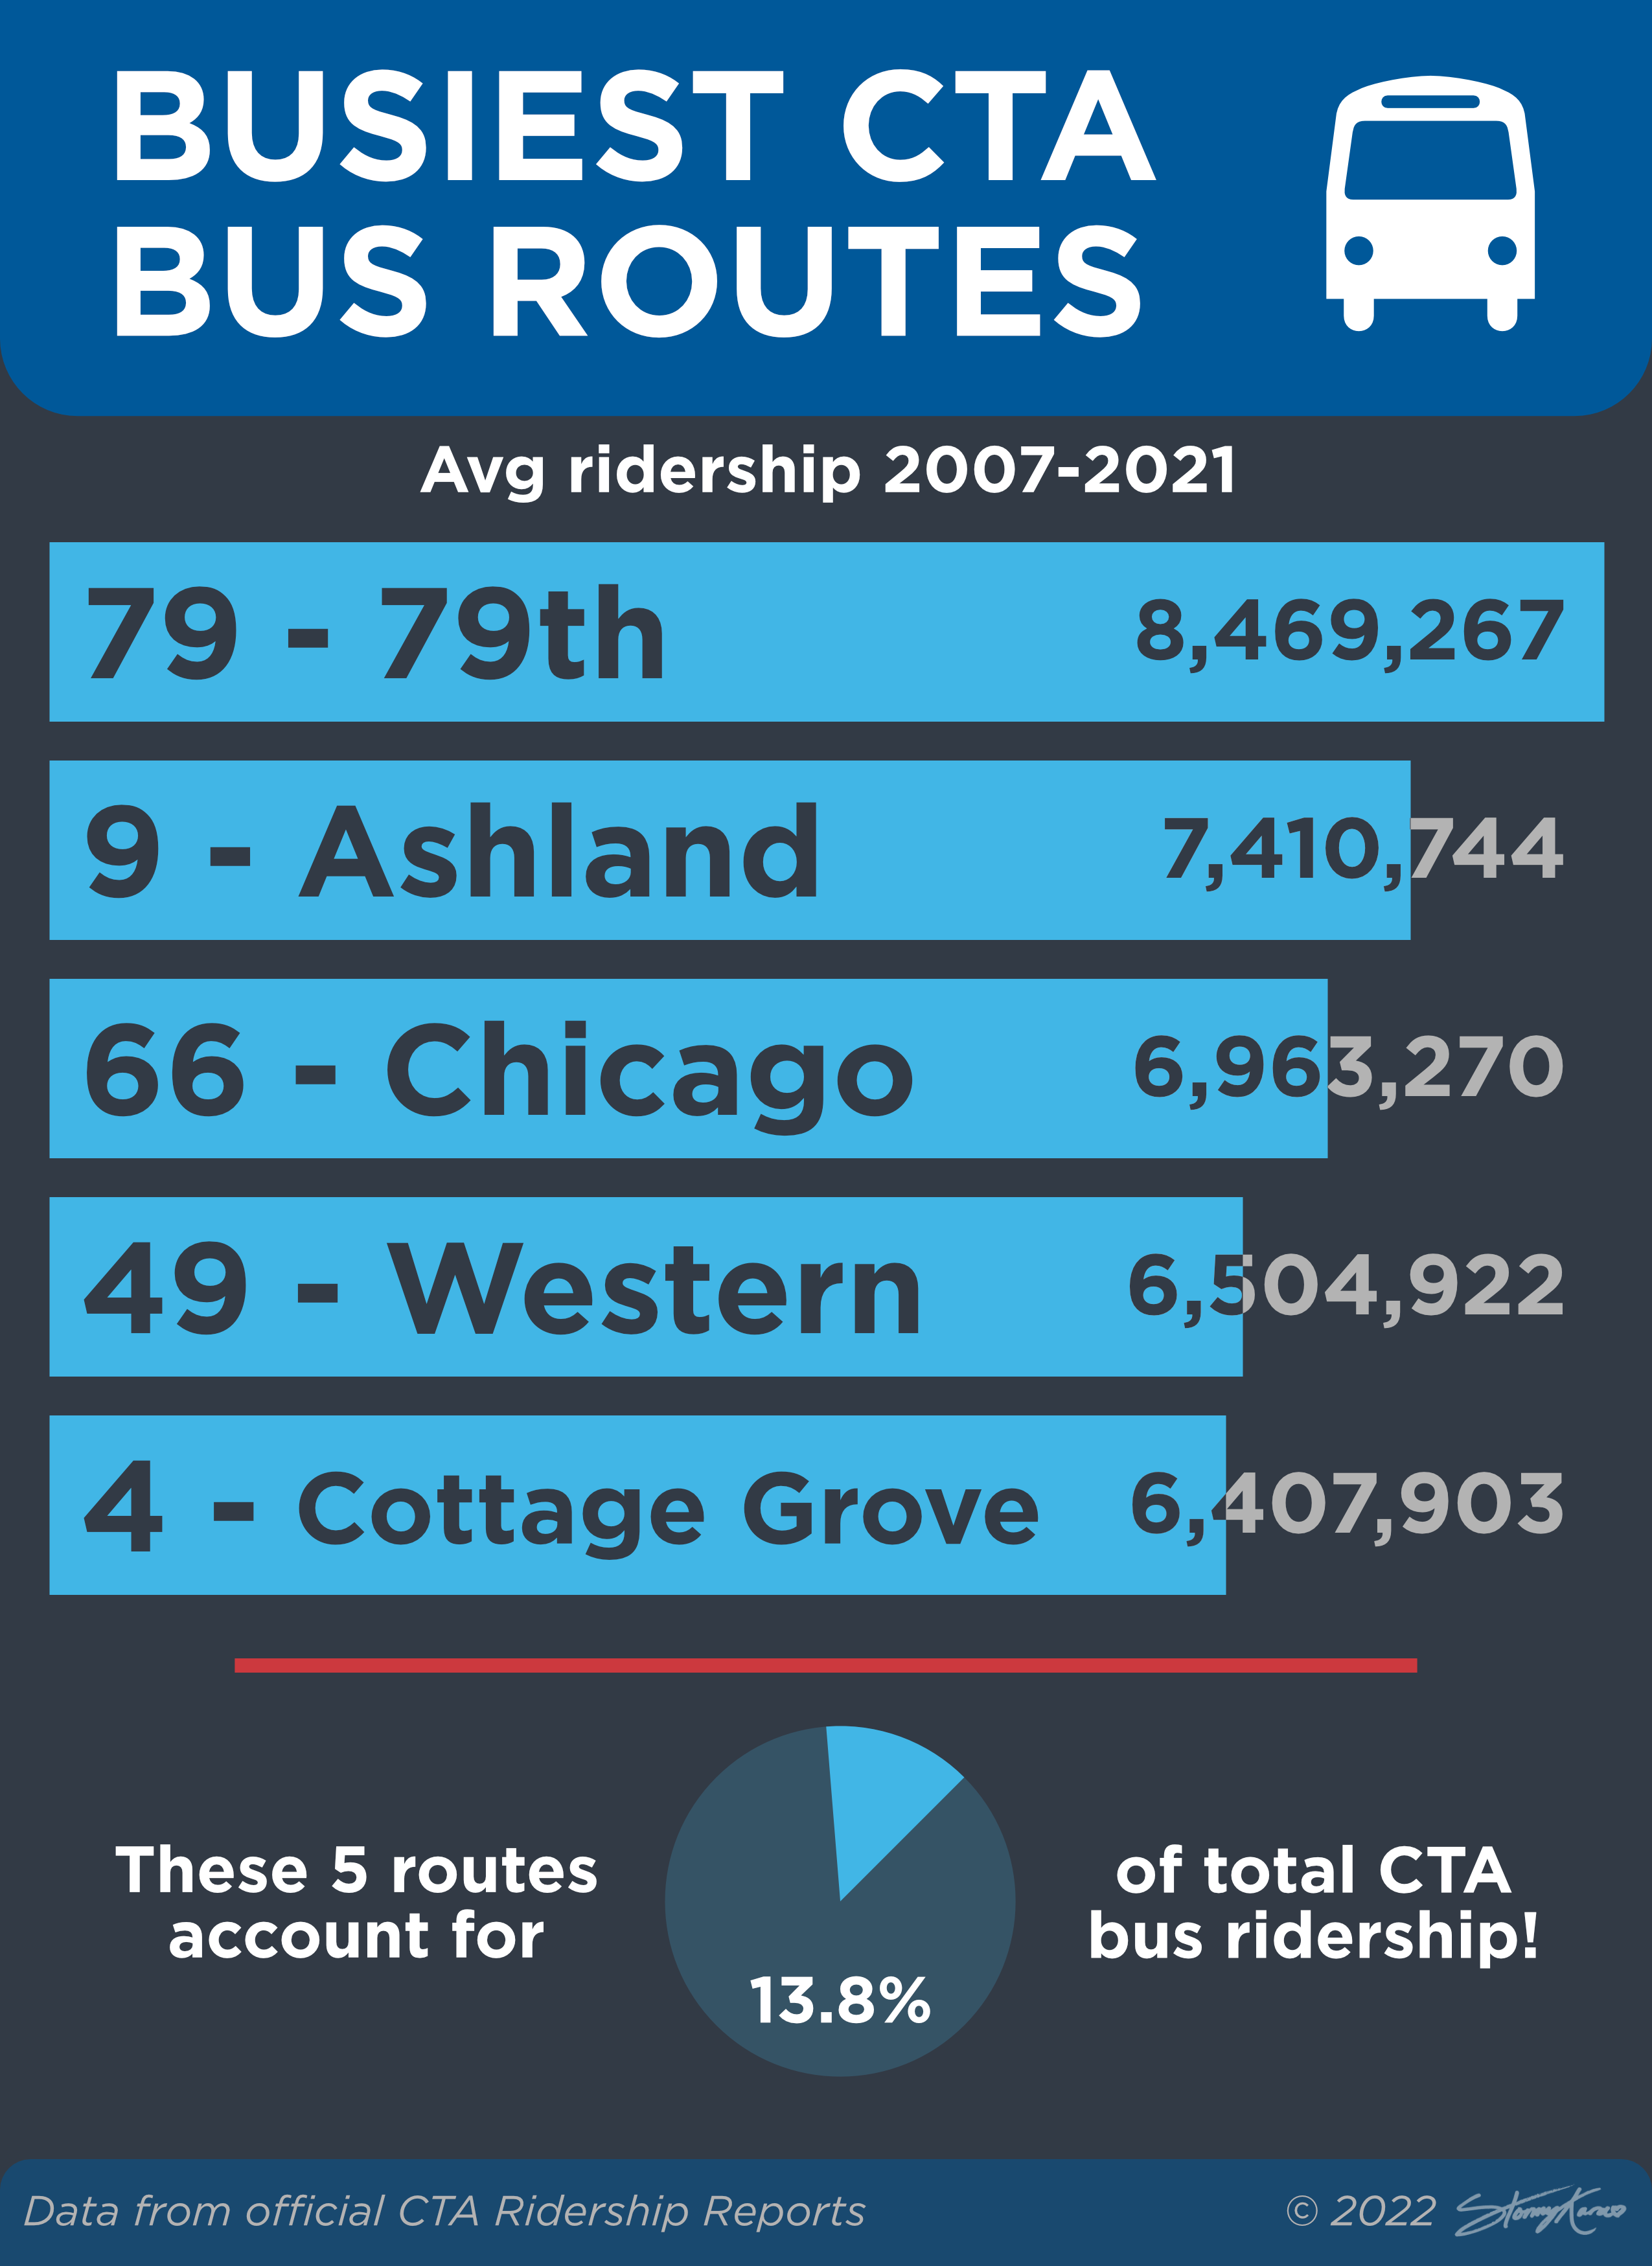 BUSIEST CTA
BUS ROUTES
Avg ridership 2007-2021
79 - 79th 8,469,267
9 - Ashland 7,410,744
66 - Chicago 6,963,270
49 - Western 6,504,922
4 - Cottage Grove 6,407,903
These 5 routes
account for
13.8%
of total CTA
bus ridership!
Data from official CTA Ridership Reports © 2022